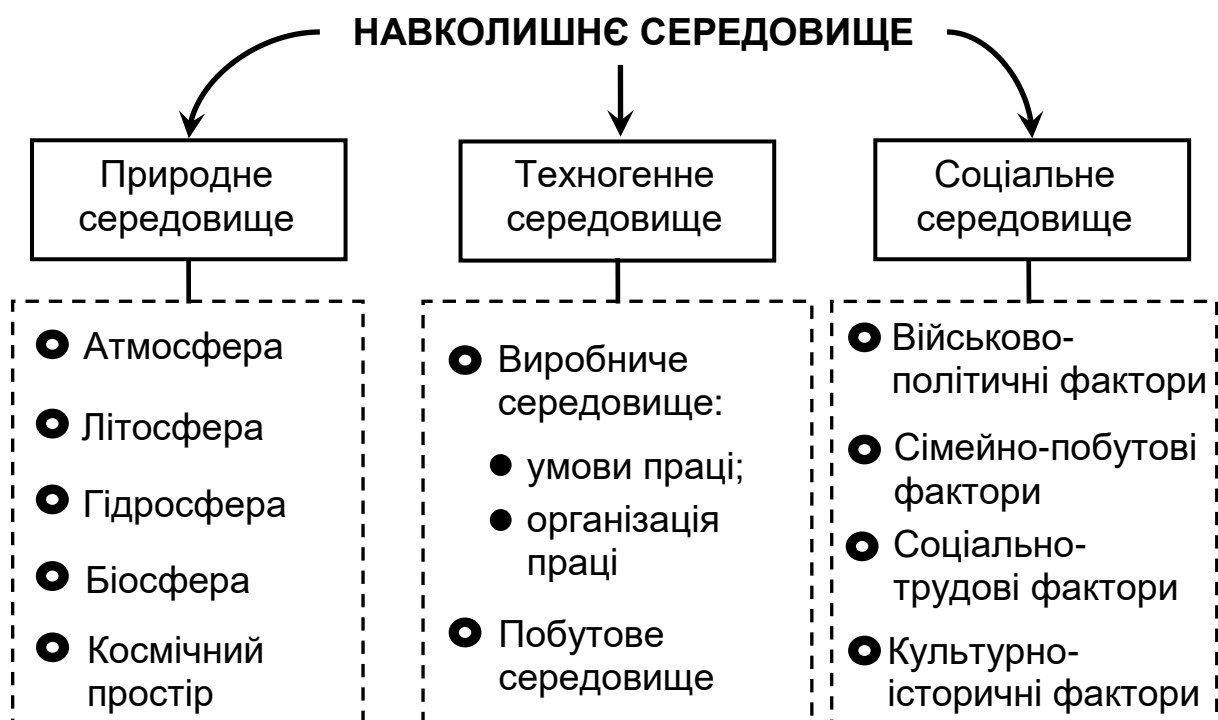 НАВКОЛИШНЄ СЕРЕДОВИЩЕ
Природне
середовище
Атмосфера
Літосфера
Гідросфера
Біосфера
Космічний
простір
Техногенне
середовище
Виробниче
середовище:
умови праці;
організація
праці
Побутове
середовище
Соціальне
середовище
Військово-
політичні фактори
Сімейно-побутові
фактори
Соціально-
трудові фактори
Культурно-
історичні фактори